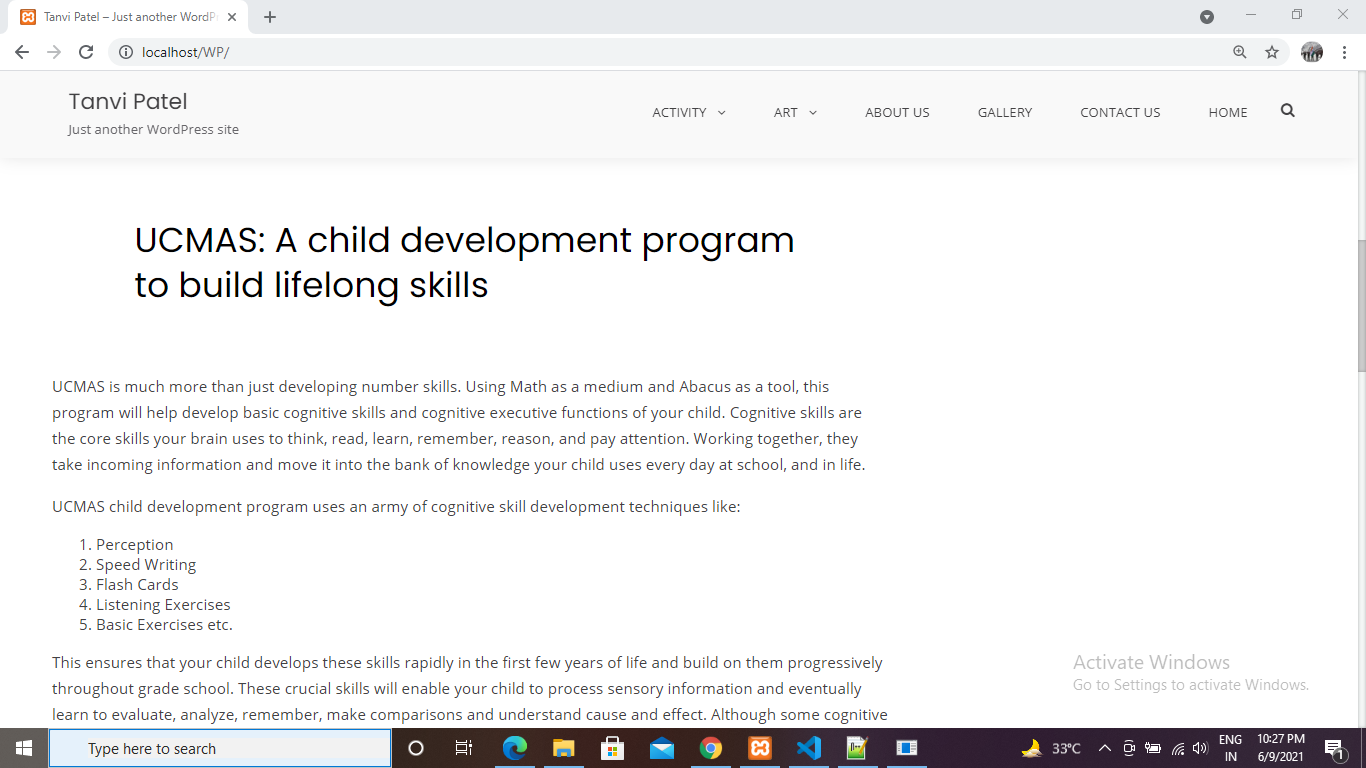 Tanvi Patel – Just another WordP
localhost/WP/
Tanvi Patel
Just another WordPress site
ACTIVITY ART ABOUT US GALLERY CONTACT US HOME
UCMAS: A child development program
to build lifelong skills
UCMAS is much more than just developing number skills. Using Math as a medium and Abacus as a tool, this
program will help develop basic cognitive skills and cognitive executive functions of your child. Cognitive skills are
the core skills your brain uses to think, read, learn, remember, reason, and pay attention. Working together, they
take incoming information and move it into the bank of knowledge your child uses every day at school, and in life.
UCMAS child development program uses an army of cognitive skill development techniques like:
1. Perception
2. Speed Writing
3. Flash Cards
4. Listening Exercises
5. Basic Exercises etc.
This ensures that your child develops these skills rapidly in the first few years of life and build on them progressively
throughout grade school. These crucial skills will enable your child to process sensory information and eventually
learn to evaluate, analyze, remember, make comparisons and understand cause and effect. Although some cognitive
Activate Windows
Go to Settings to activate Windows.
Type here to search
33°C
ENG
IN
10:27 PM
6/9/2021
1